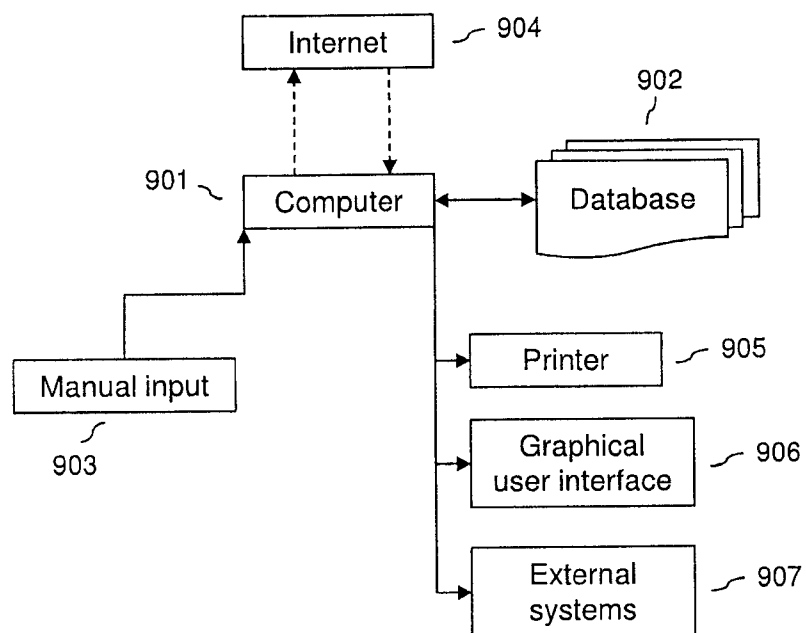 Internet
904
902
901
Computer
Database
Manual input
903
Printer
905
Graphical
user interface
906
External
systems
907